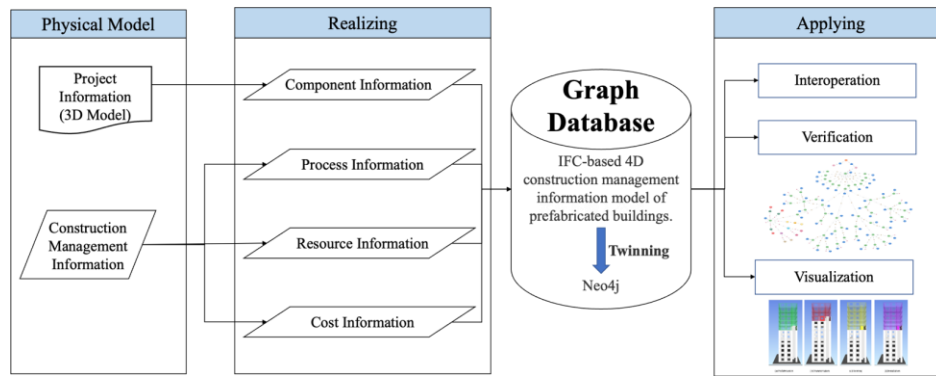 Physical Model
Project
Information
(3D Model)
Construction
Management
Information
Realizing
Component Information
Process Information
Resource Information
Cost Information
Graph
Database
IFC-based 4D
construction management
information model of
prefabricated buildings.
Twinning
Neo4j
Applying
Interoperation
Verification
Visualization